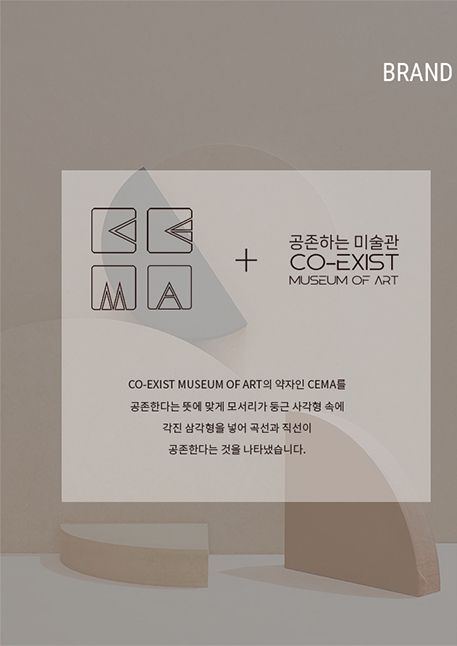 BRAND
C E
M A
+
공존하는 미술관
CO-EXIST
MUSEUM OF ART
CO-EXIST MUSEUM OF ART의 약자인 CEMA를
공존한다는 뜻에 맞게 모서리가 둥근 사각형 속에
각진 삼각형을 넣어 곡선과 직선이
공존한다는 것을 나타냈습니다.